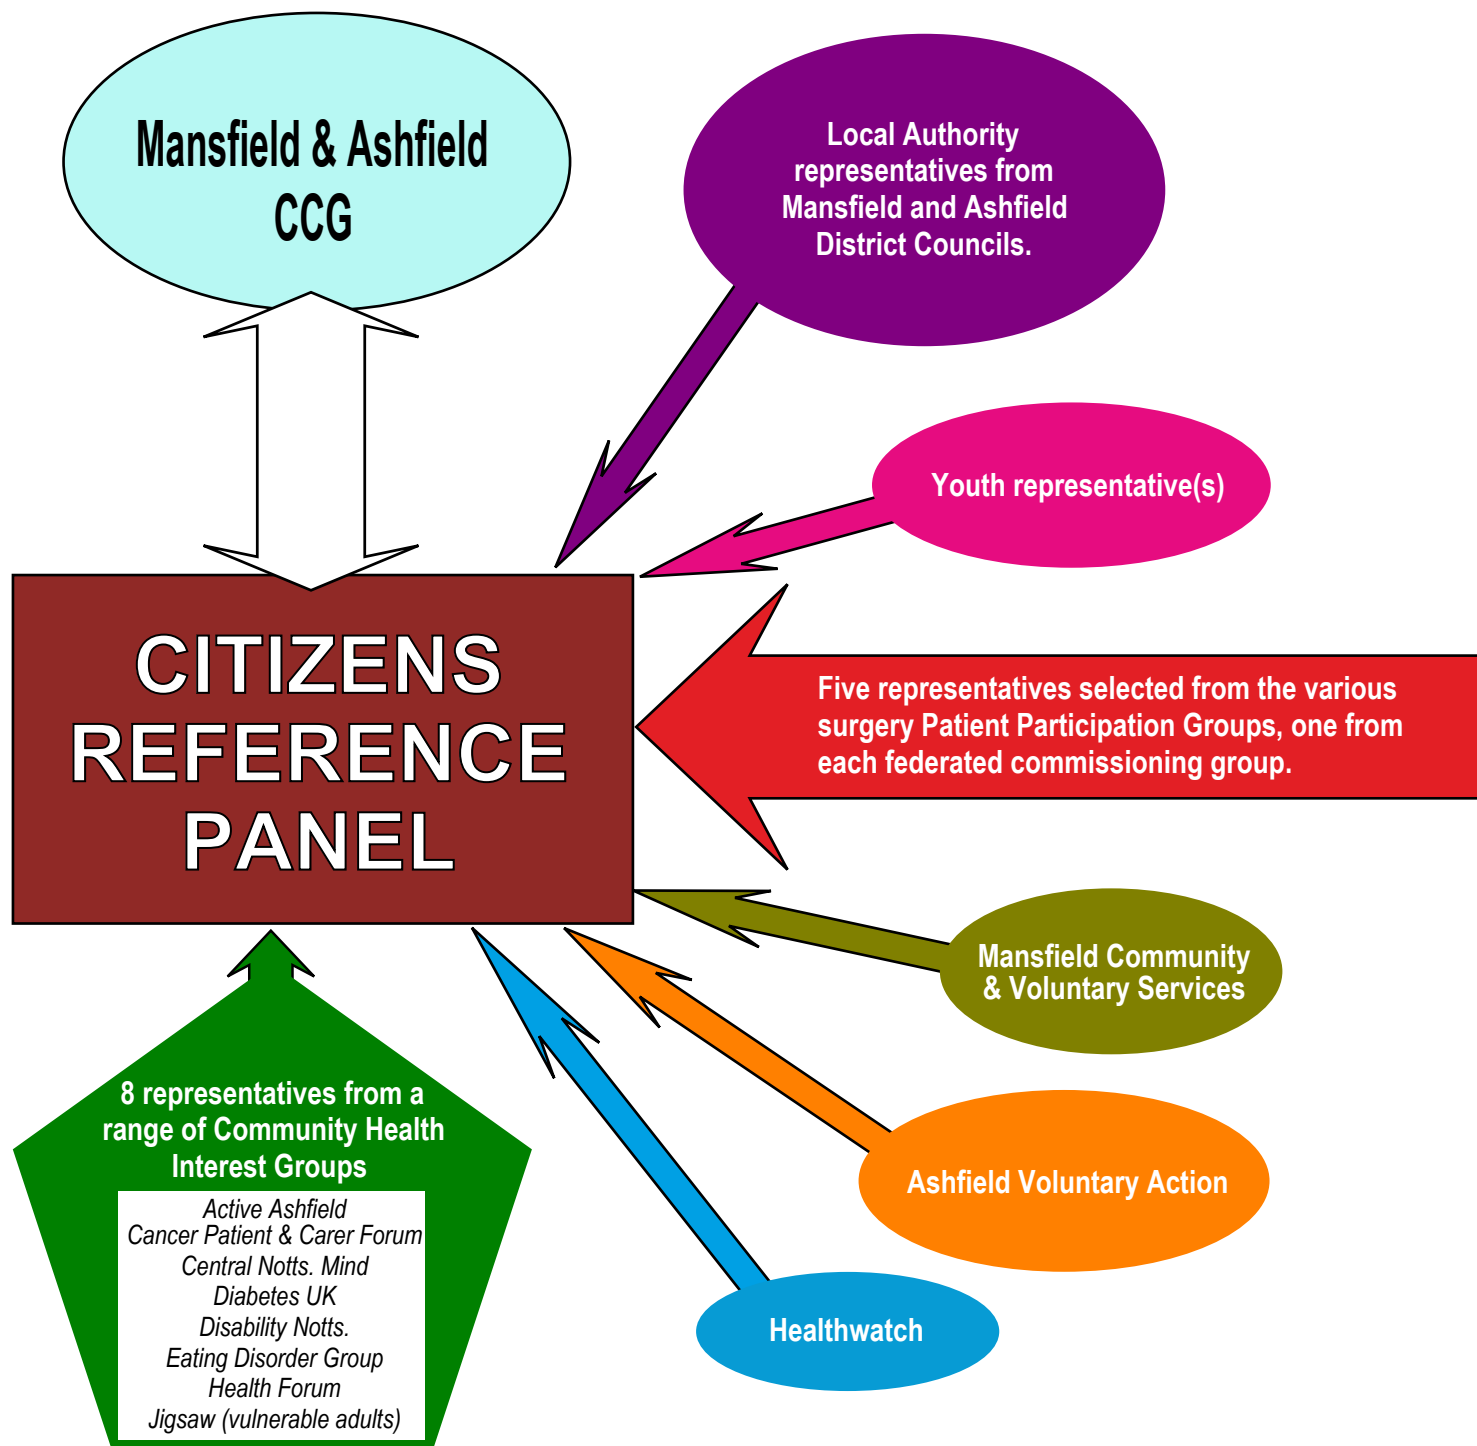 Mansfield & Ashfield
CCG
Local Authority
representatives from
Mansfield and Ashfield
District Councils.
Youth representative(s)
CITIZENS
REFERENCE
PANEL
Five representatives selected from the various
surgery Patient Participation Groups, one from
each federated commissioning group.
Mansfield Community
& Voluntary Services
Ashfield Voluntary Action
Healthwatch
8 representatives from a
range of Community Health
Interest Groups
Active Ashfield
Cancer Patient & Carer Forum
Central Notts. Mind
Diabetes UK
Disability Notts.
Eating Disorder Group
Health Forum
Jigsaw (vulnerable adults)